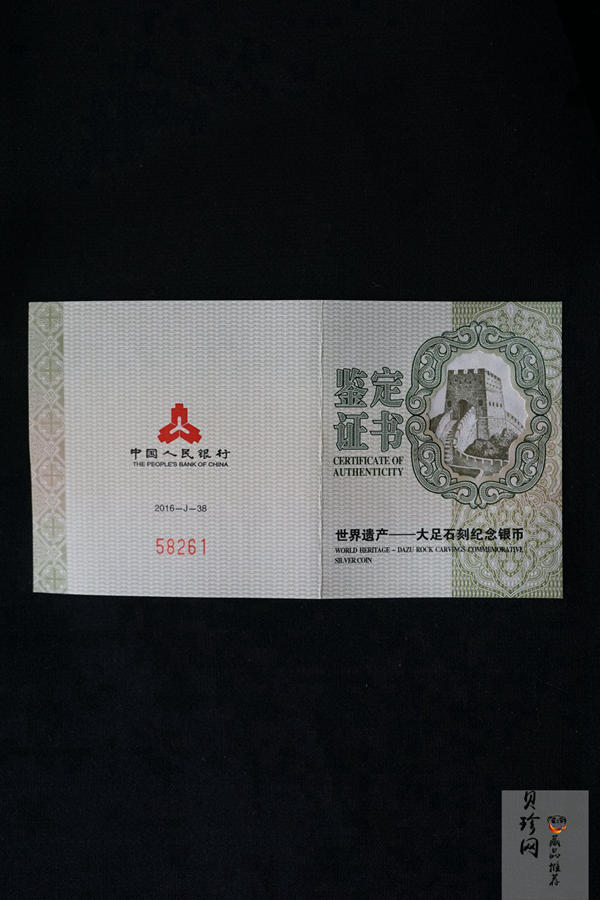 中国人民银行
THE PEOPLE'S BANK OF CHINA
2016-J-38
58261
鉴定
证书
CERTIFICATE OF
AUTHENTICITY
世界遗产——大足石刻纪念银币
WORLD HERITAGE - DAZU ROCK CARVINGS COMMEMORATIVE
SILVER COIN
贝珍网
藏品推荐